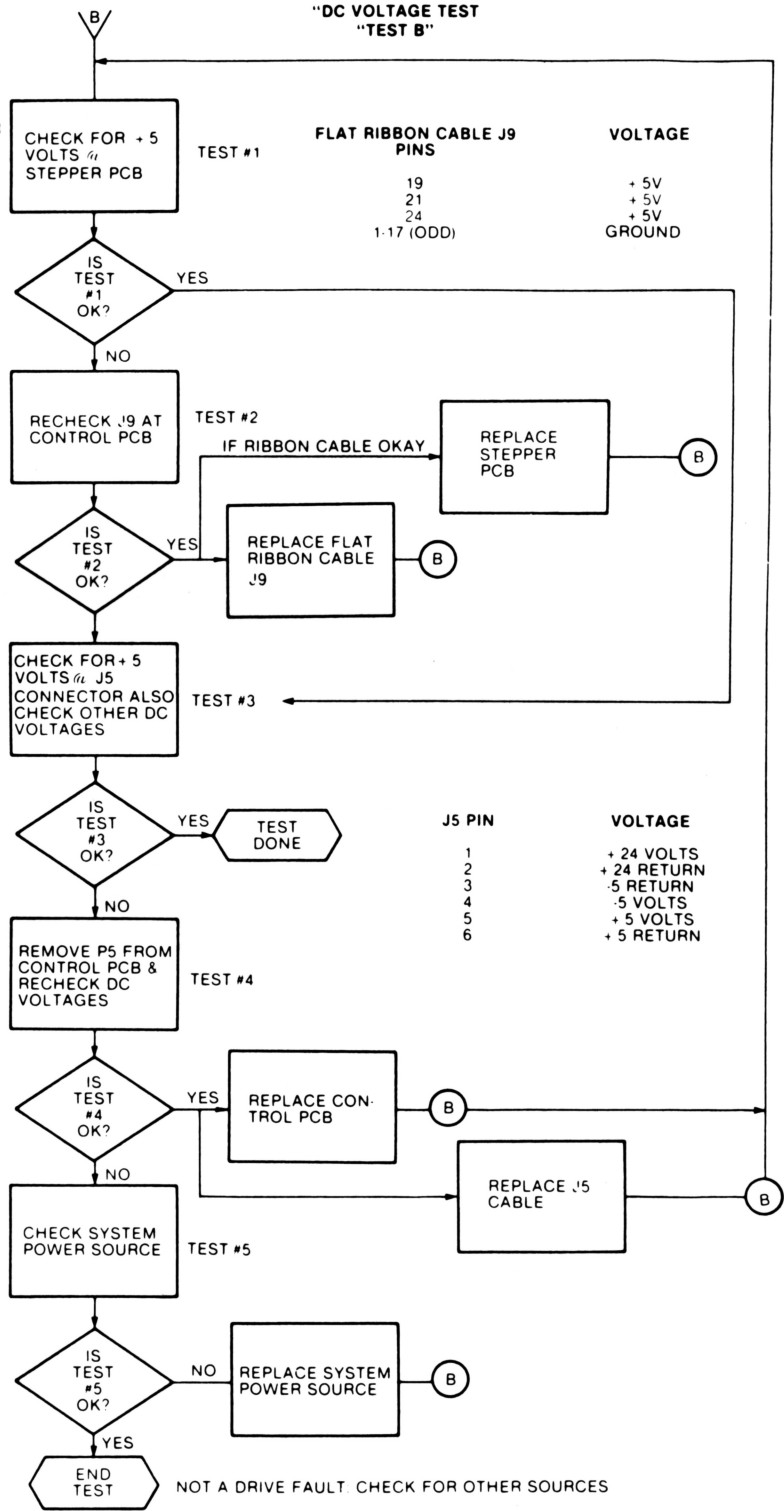 B
"DC VOLTAGE TEST
"TEST B"
CHECK FOR + 5
VOLTS @
STEPPER PCB
TEST #1
FLAT RIBBON CABLE J9
PINS
VOLTAGE
19 + 5V
21 + 5V
24 + 5V
1-17 (ODD) GROUND
IS
TEST
#1
OK?
YES
NO
RECHECK J9 AT
CONTROL PCB
TEST #2
IF RIBBON CABLE OKAY
REPLACE
STEPPER
PCB
B
IS
TEST
#2
OK?
YES
REPLACE FLAT
RIBBON CABLE
J9
B
CHECK FOR + 5
VOLTS @ J5
CONNECTOR ALSO
CHECK OTHER DC
VOLTAGES
TEST #3
IS
TEST
#3
OK?
YES
TEST
DONE
NO
J5 PIN VOLTAGE
1 + 24 VOLTS
2 + 24 RETURN
3 -5 RETURN
4 -5 VOLTS
5 + 5 VOLTS
6 + 5 RETURN
REMOVE P5 FROM
CONTROL PCB &
RECHECK DC
VOLTAGES
TEST #4
IS
TEST
#4
OK?
YES
REPLACE CON-
TROL PCB
B
NO
REPLACE J5
CABLE
B
CHECK SYSTEM
POWER SOURCE
TEST #5
IS
TEST
#5
OK?
NO
REPLACE SYSTEM
POWER SOURCE
B
YES
END
TEST
NOT A DRIVE FAULT. CHECK FOR OTHER SOURCES